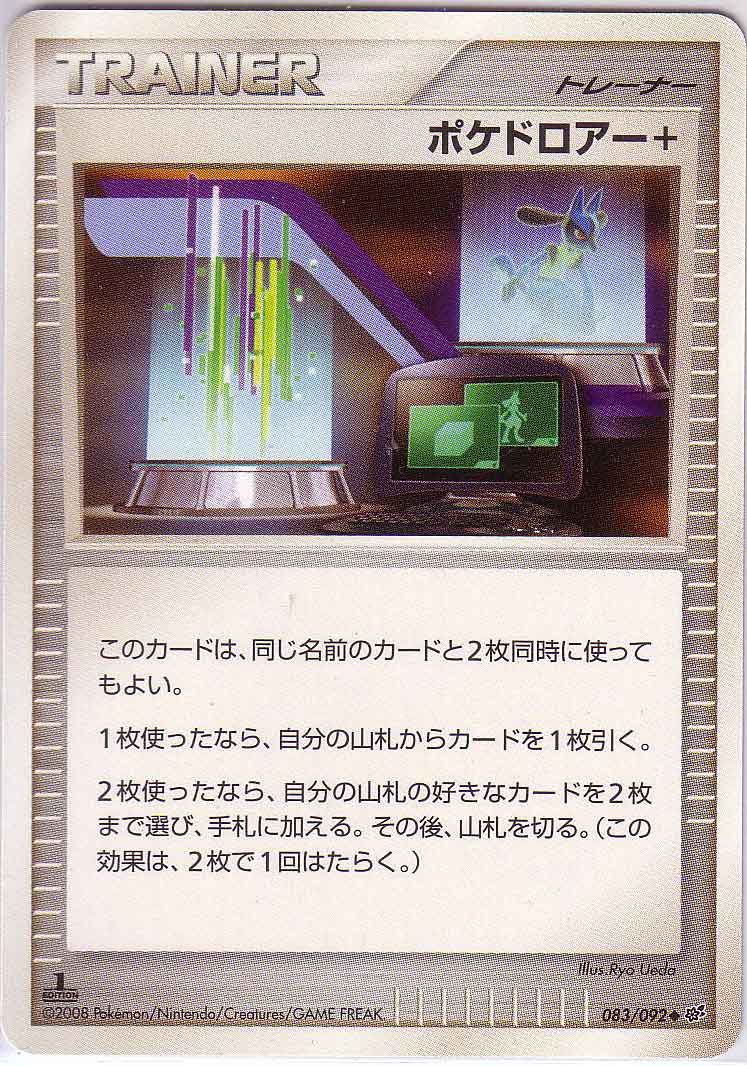 TRAINER
トレーナー
ポケドロアー+
このカードは、同じ名前のカードと2枚同時に使って
もよい。
1枚使ったなら、自分の山札からカードを1枚引く。
2枚使ったなら、自分の山札の好きなカードを2枚
まで選び、手札に加える。その後、山札を切る。(この
効果は、2枚で1回はたらく。)
Illus.Ryo Ueda
1
EDITION
©2008 Pokémon/Nintendo/Creatures/GAME FREAK
083/092◆